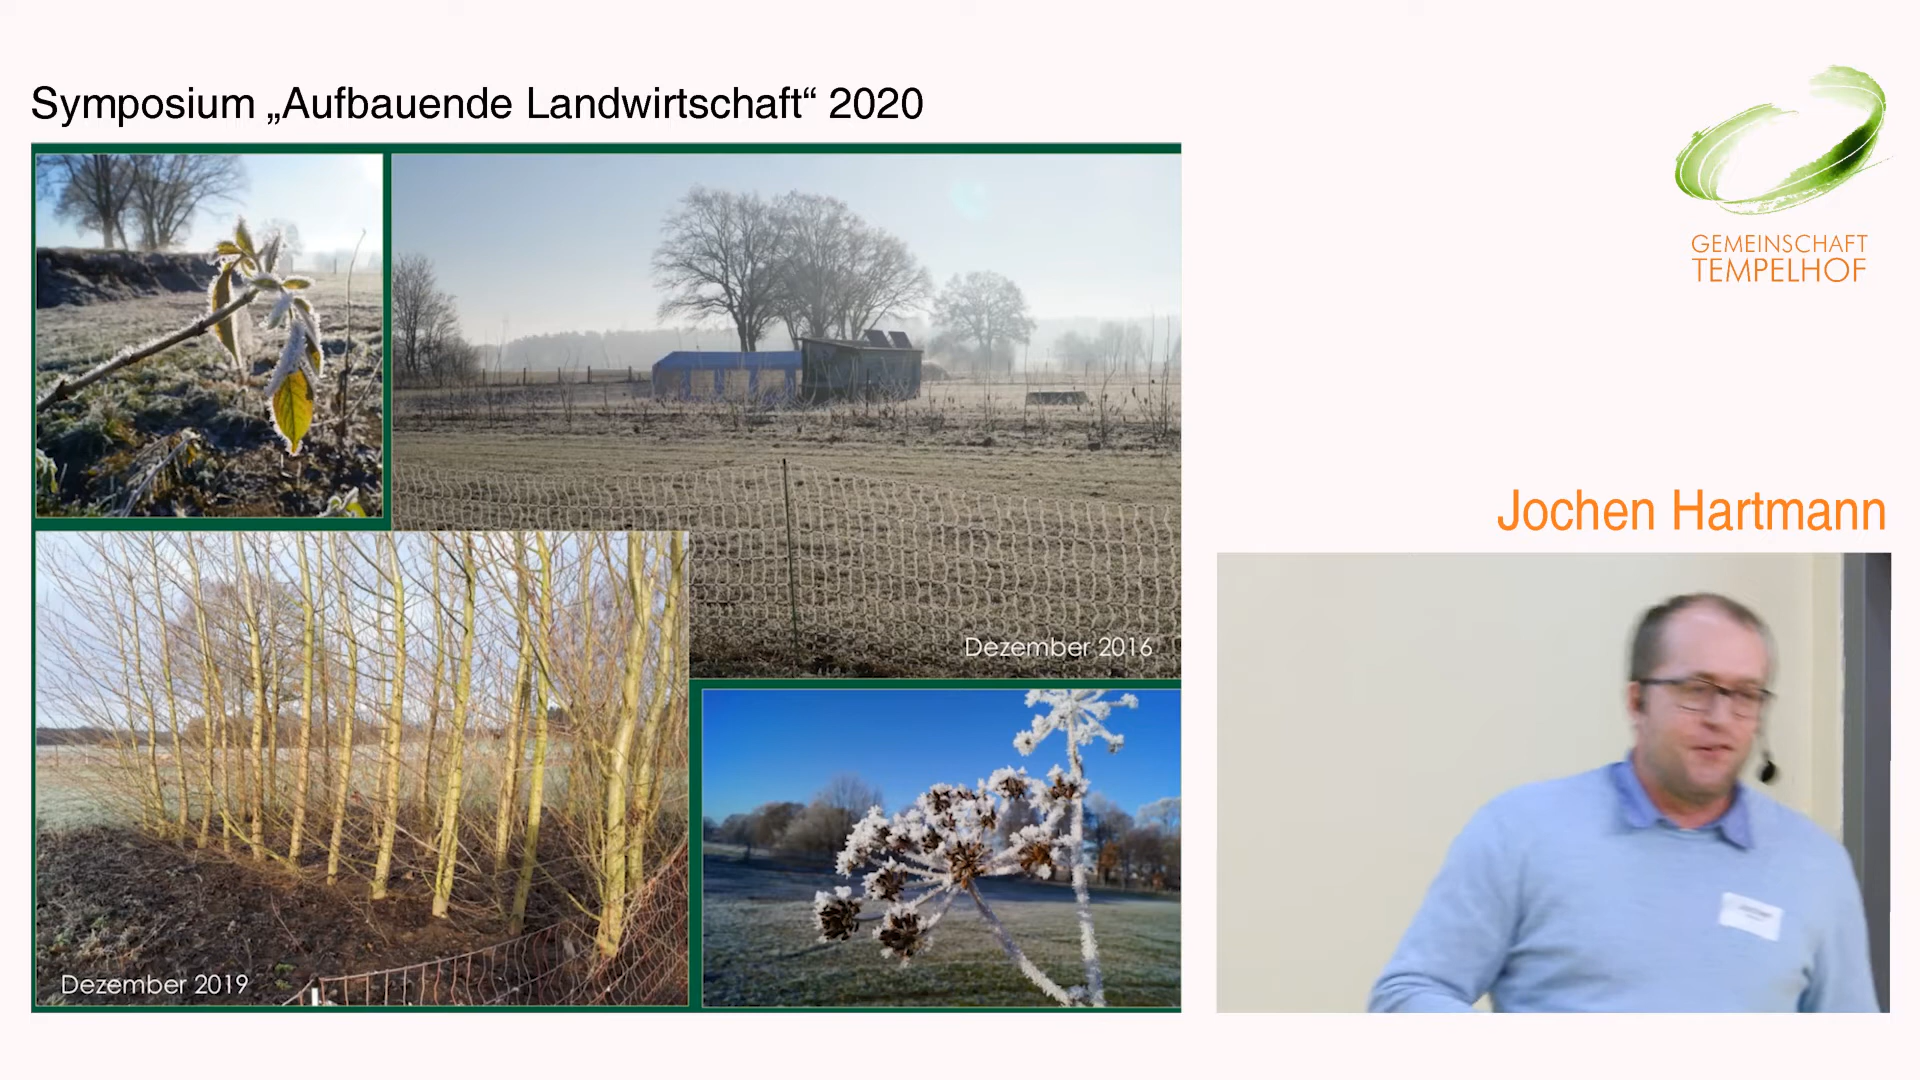 Symposium „Aufbauende Landwirtschaft“ 2020
GEMEINSCHAFT
TEMPELHOF
Jochen Hartmann
Dezember 2016
Dezember 2019